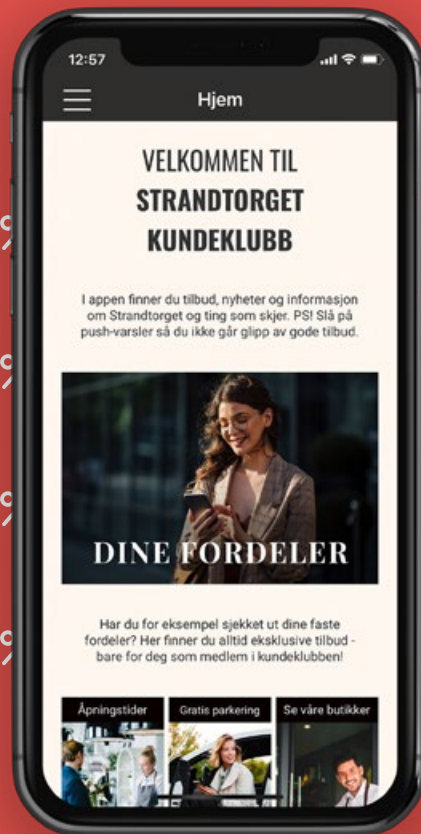 12:57
Hjem
VELKOMMEN TIL
STRANDTORGET
KUNDEKLUBB
I appen finner du tilbud, nyheter og informasjon
om Strandtorget og ting som skjer. PS! Slå på
push-varsler så du ikke går glipp av gode tilbud.
DINE FORDELER
Har du for eksempel sjekket ut dine faste
fordeler? Her finner du alltid eksklusive tilbud -
bare for deg som medlem i kundeklubben!
Åpningstider
Gratis parkering
Se våre butikker
%
%
%
%